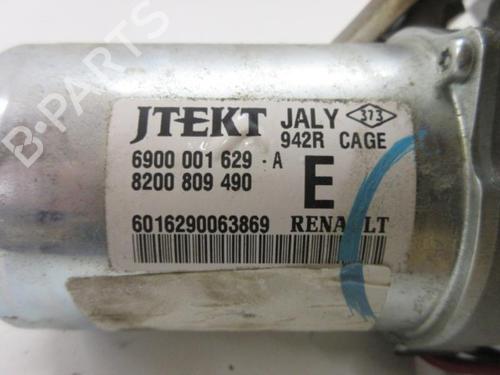 JTEKT JALY 373
942R CAGE
6900 001 629 - A
8200 809 490 E
6016290063869 RENAULT
B-PARTS